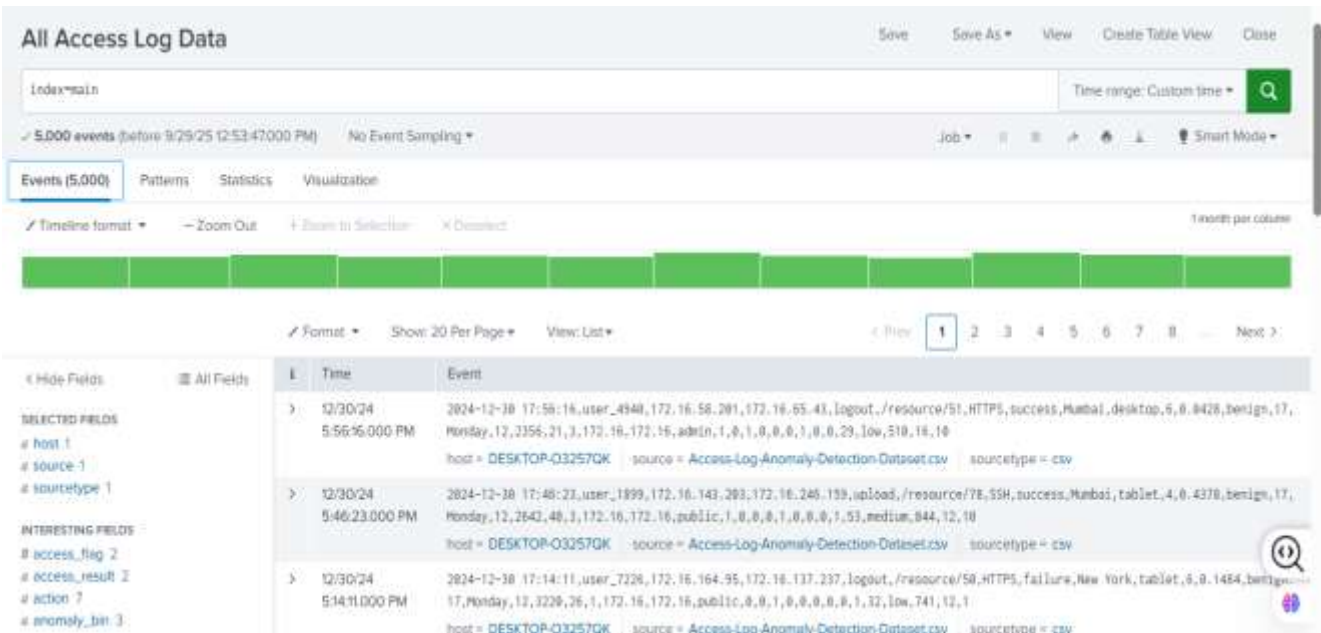 All Access Log Data
Save Save As View Create Table View Close
index=main
Time range: Custom time
5,000 events (before 9/29/25 12:53:47.000 PM) No Event Sampling
Job Smart Mode
Events (5,000) Patterns Statistics Visualization
Timeline format — Zoom Out + Zoom to Selection × Deselect
1 month per column
Format Show: 20 Per Page View: List
< Prev 1 2 3 4 5 6 7 8 ... Next >
< Hide Fields All Fields
i Time Event
SELECTED FIELDS
a host 1
a source 1
a sourcetype 1
INTERESTING FIELDS
# access_flag 2
a access_result 2
a action 7
a anomaly_bin 3
> 12/30/24
5:56:16.000 PM
2024-12-30 17:56:16,user_4940,172.16.58.201,172.16.65.43,logout,/resource/51,HTTPS,success,Mumbai,desktop,6,0.0428,benign,17,
Monday,12,2356,21,3,172.16,172.16,admin,1,0,1,0,0,0,1,0,0,29,low,510,16,10
host = DESKTOP-O3257QK source = Access-Log-Anomaly-Detection-Dataset.csv sourcetype = csv
> 12/30/24
5:46:23.000 PM
2024-12-30 17:46:23,user_1899,172.16.143.203,172.16.246.159,upload,/resource/78,SSH,success,Mumbai,tablet,4,0.4378,benign,17,
Monday,12,2642,40,3,172.16,172.16,public,1,0,0,0,1,0,0,0,1,53,medium,844,12,10
host = DESKTOP-O3257QK source = Access-Log-Anomaly-Detection-Dataset.csv sourcetype = csv
> 12/30/24
5:14:11.000 PM
2024-12-30 17:14:11,user_7226,172.16.164.95,172.16.137.237,logout,/resource/50,HTTPS,failure,New York,tablet,6,0.1484,benign,
17,Monday,12,3220,26,1,172.16,172.16,public,0,0,1,0,0,0,0,0,1,32,low,741,12,1
host = DESKTOP-O3257QK source = Access-Log-Anomaly-Detection-Dataset.csv sourcetype = csv